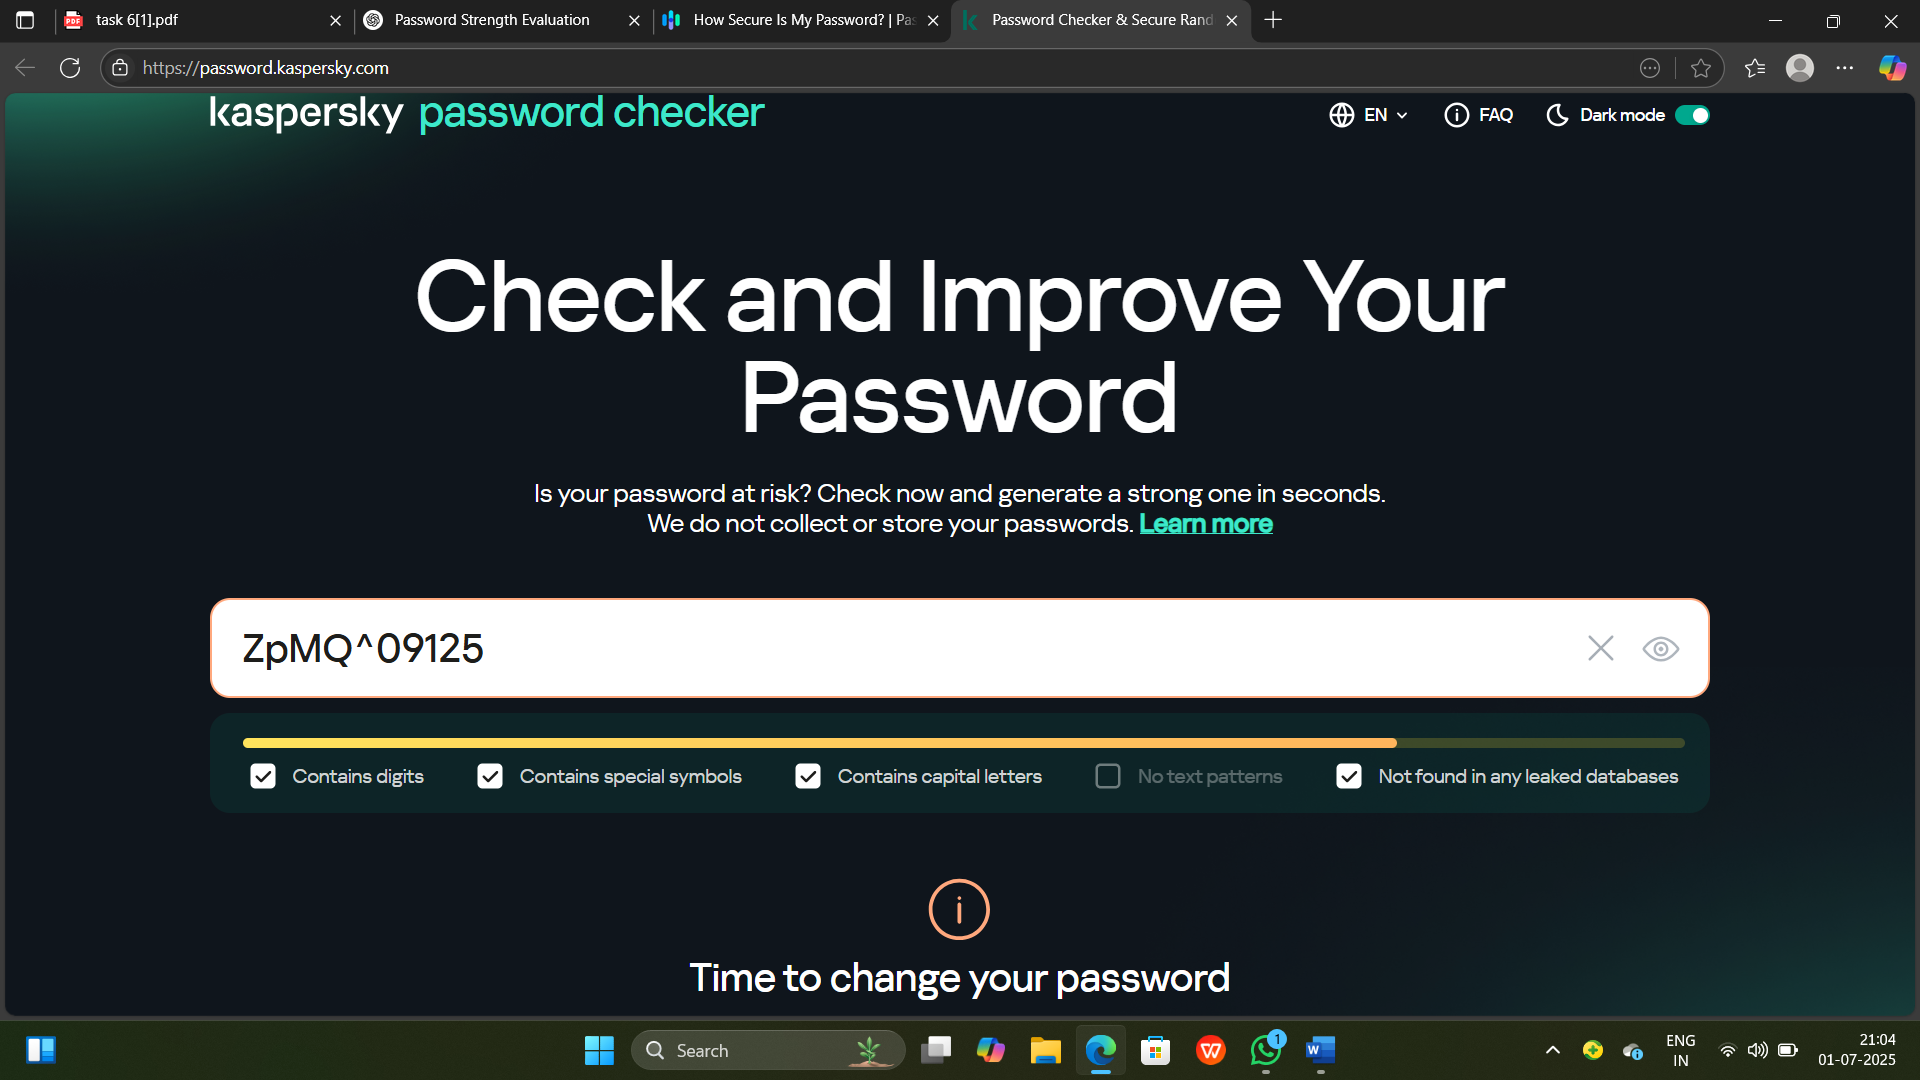 task 6[1].pdf
Password Strength Evaluation
How Secure Is My Password? | Pas
Password Checker & Secure Rand
https://password.kaspersky.com
kaspersky password checker
EN
FAQ
Dark mode
Check and Improve Your
Password
Is your password at risk? Check now and generate a strong one in seconds.
We do not collect or store your passwords. Learn more
ZpMQ^09125
Contains digits
Contains special symbols
Contains capital letters
No text patterns
Not found in any leaked databases
Time to change your password
Search
1
ENG
IN
21:04
01-07-2025